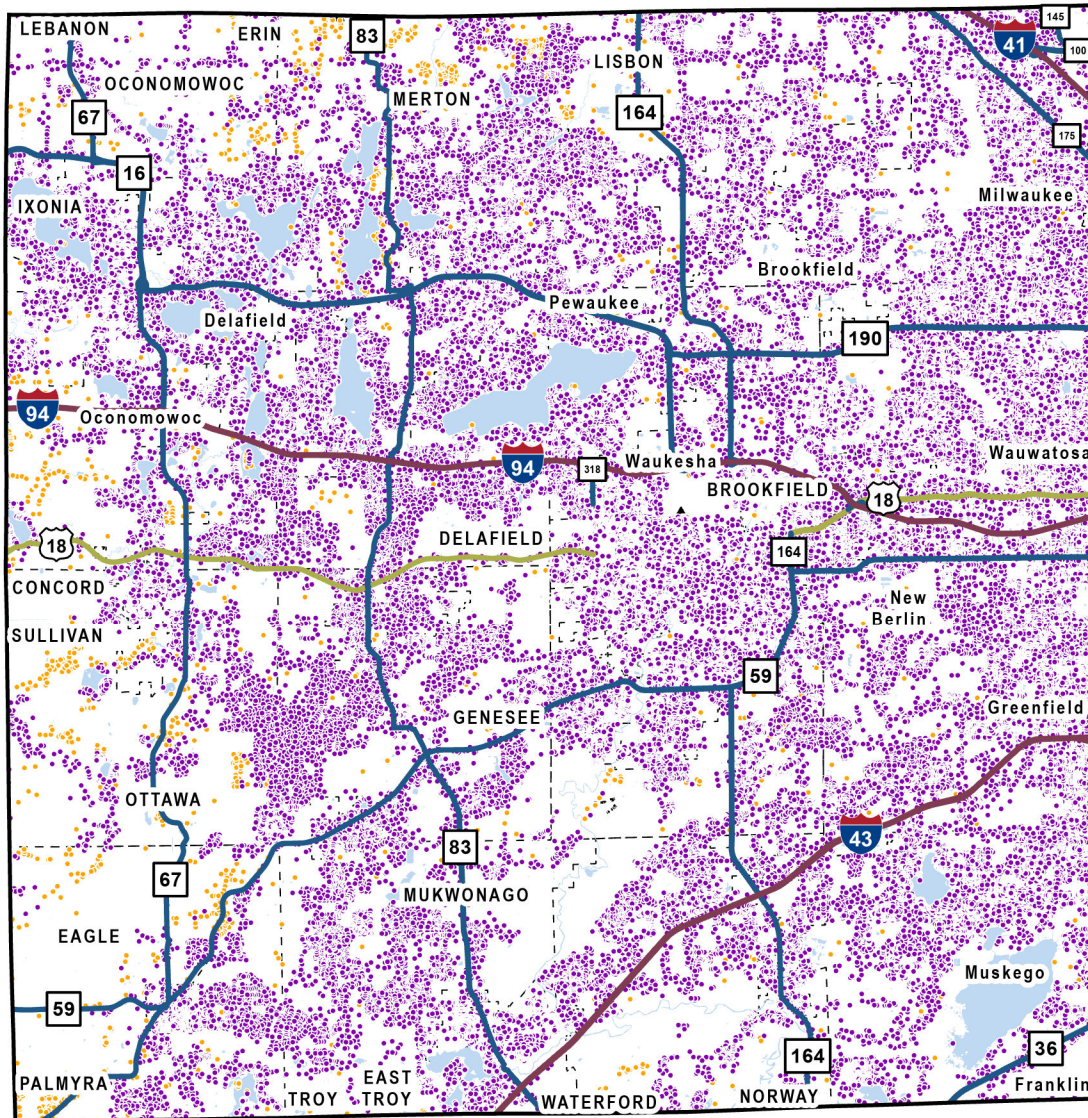 LEBANON
ERIN
83
145
41
100
LISBON
OCONOMOWOC
MERTON
67
164
175
16
IXONIA
Milwaukee
Brookfield
Pewaukee
Delafield
190
94
Oconomowoc
94
318
Waukesha
Wauwatosa
BROOKFIELD
18
18
DELAFIELD
164
CONCORD
New
Berlin
SULLIVAN
59
GENESEE
Greenfield
OTTAWA
43
83
67
MUKWONAGO
EAGLE
Muskego
59
36
164
PALMYRA
EAST
TROY
TROY
WATERFORD
NORWAY
Franklin